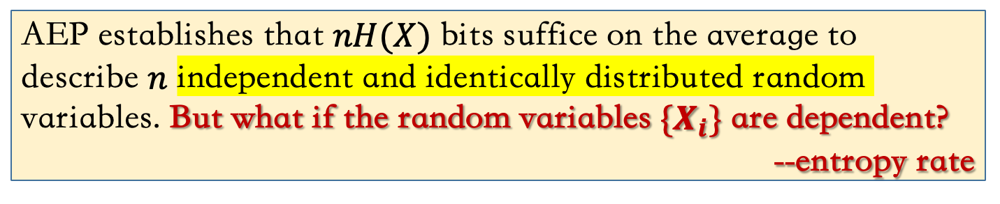 AEP establishes that nH(X) bits suffice on the average to
describe n independent and identically distributed random
variables. But what if the random variables {Xᵢ} are dependent?
--entropy rate